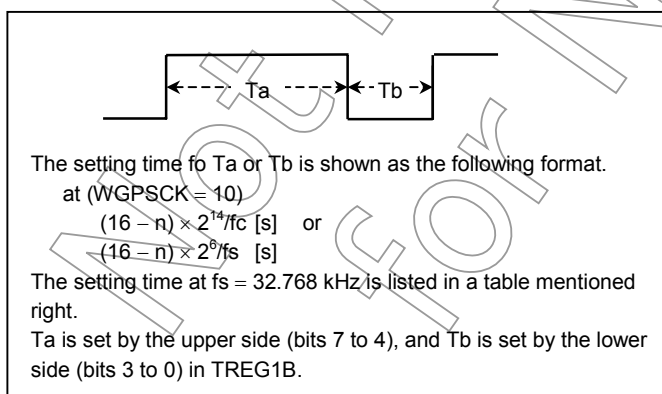 Ta Tb
The setting time fo Ta or Tb is shown as the following format.
at (WGPSCK = 10)
(16 − n) × 2¹⁴/fc [s] or
(16 − n) × 2⁶/fs [s]
The setting time at fs = 32.768 kHz is listed in a table mentioned
right.
Ta is set by the upper side (bits 7 to 4), and Tb is set by the lower
side (bits 3 to 0) in TREG1B.